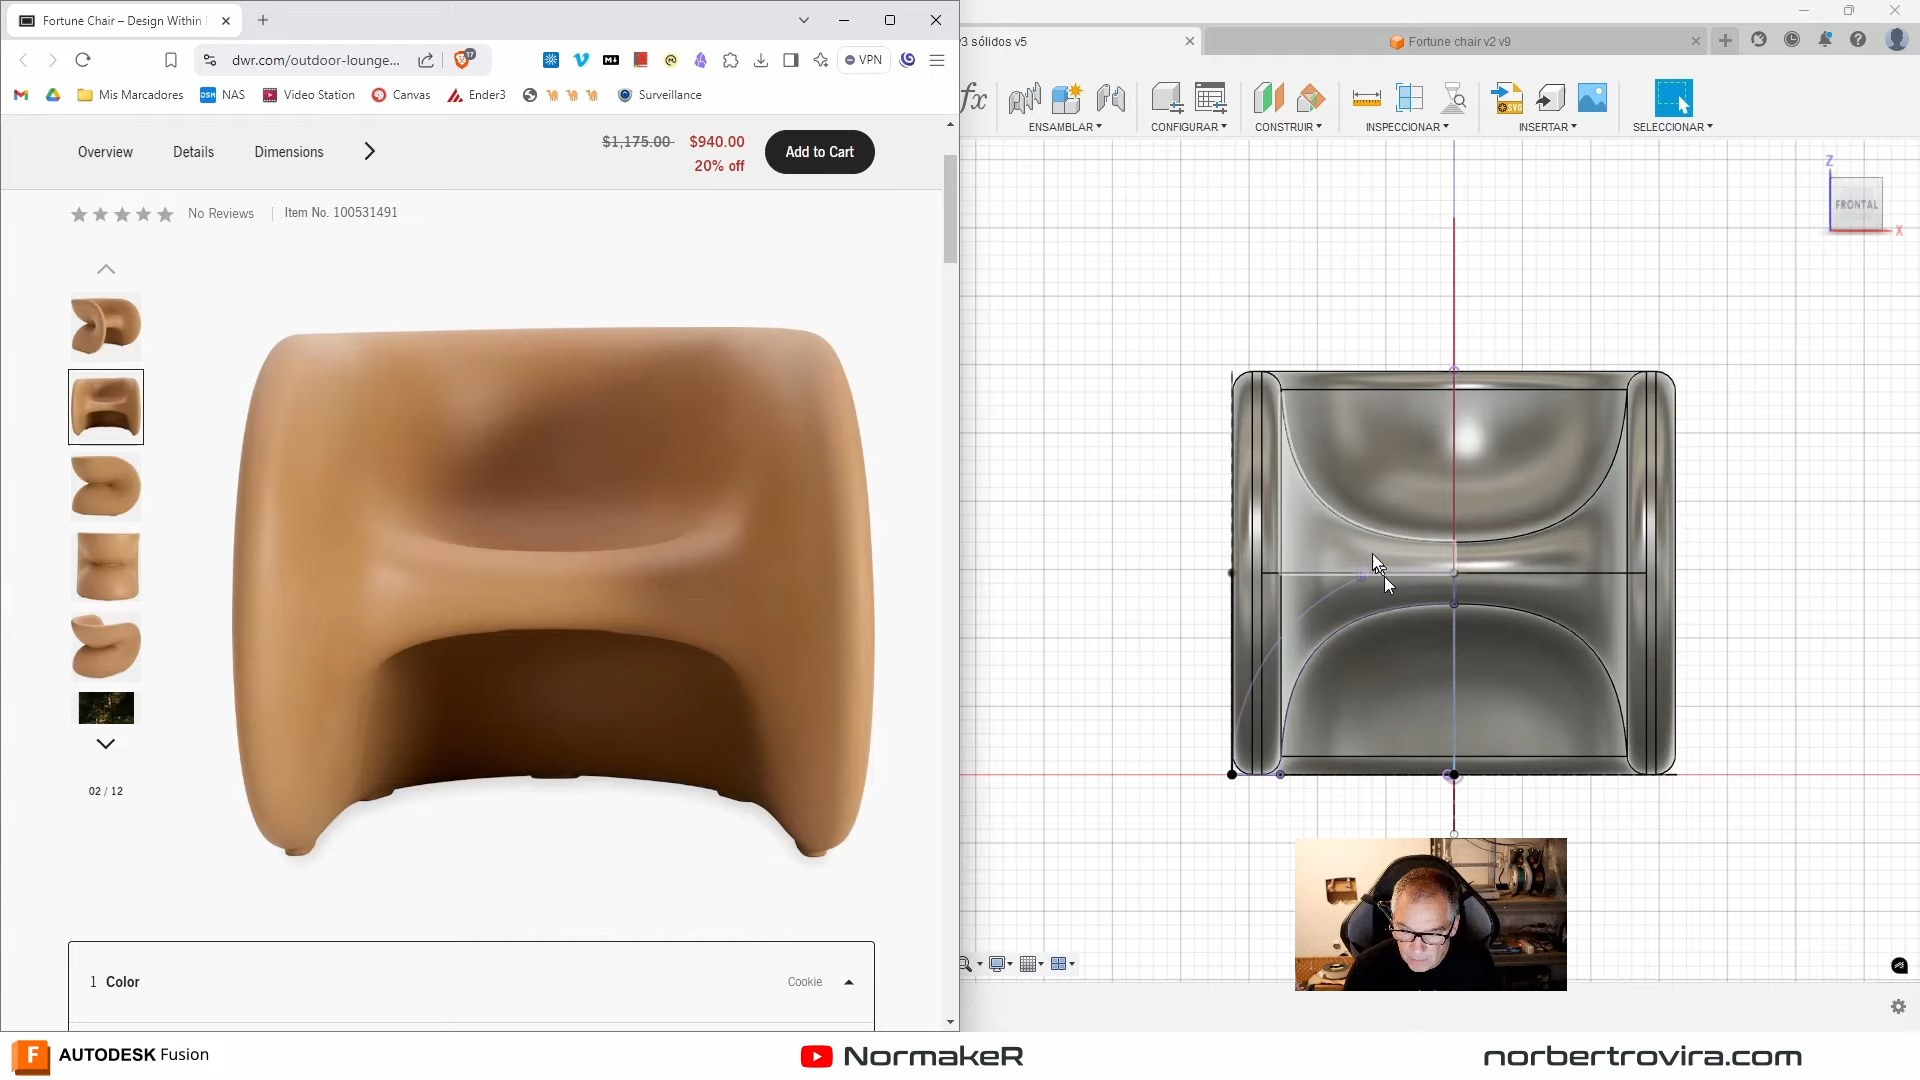 Fortune Chair – Design Within
dwr.com/outdoor-lounge...
17
VPN
Mis Marcadores
NAS
Video Station
Canvas
Ender3
Surveillance
Overview
Details
Dimensions
$1,175.00
$940.00
20% off
Add to Cart
No Reviews
Item No. 100531491
02 / 12
1 Color
Cookie
v3 sólidos v5
Fortune chair v2 v9
fx
ENSAMBLAR
CONFIGURAR
CONSTRUIR
INSPECCIONAR
INSERTAR
SELECCIONAR
Z
FRONTAL
X
F AUTODESK Fusion
NormakeR
norbertrovira.com